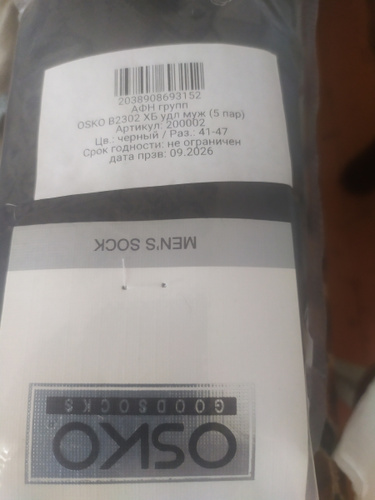 2038908693152
АФН групп
OSKO B2302 ХБ удл муж (5 пар)
Артикул: 200002
Цв.: черный / Раз.: 41-47
Срок годности: не ограничен
дата прзв: 09.2026
MEN'S SOCK
GOODSOCKS
OSKO
®